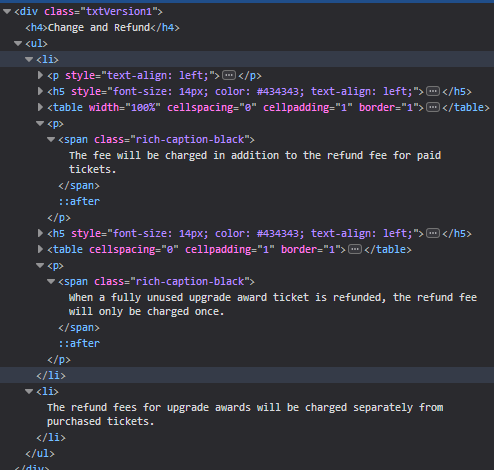 <div class="txtVersion1">
<h4>Change and Refund</h4>
<ul>
<li>
<p style="text-align: left;">…</p>
<h5 style="font-size: 14px; color: #434343; text-align: left;">…</h5>
<table width="100%" cellspacing="0" cellpadding="1" border="1">…</table>
<p>
<span class="rich-caption-black">
The fee will be charged in addition to the refund fee for paid
tickets.
</span>
::after
</p>
<h5 style="font-size: 14px; color: #434343; text-align: left;">…</h5>
<table cellspacing="0" cellpadding="1" border="1">…</table>
<p>
<span class="rich-caption-black">
When a fully unused upgrade award ticket is refunded, the refund fee
will only be charged once.
</span>
::after
</p>
</li>
<li>
The refund fees for upgrade awards will be charged separately from
purchased tickets.
</li>
</ul>
</div>